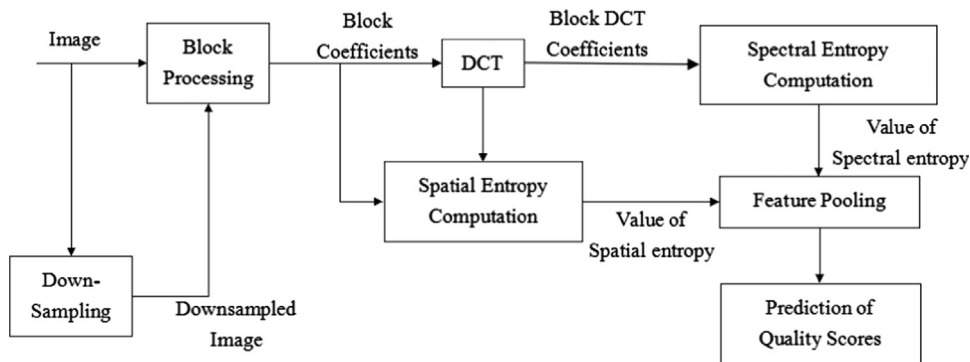 Image
Block
Processing
Block
Coefficients
DCT
Block DCT
Coefficients
Spectral Entropy
Computation
Value of
Spectral entropy
Spatial Entropy
Computation
Value of
Spatial entropy
Feature Pooling
Down-
Sampling
Downsampled
Image
Prediction of
Quality Scores